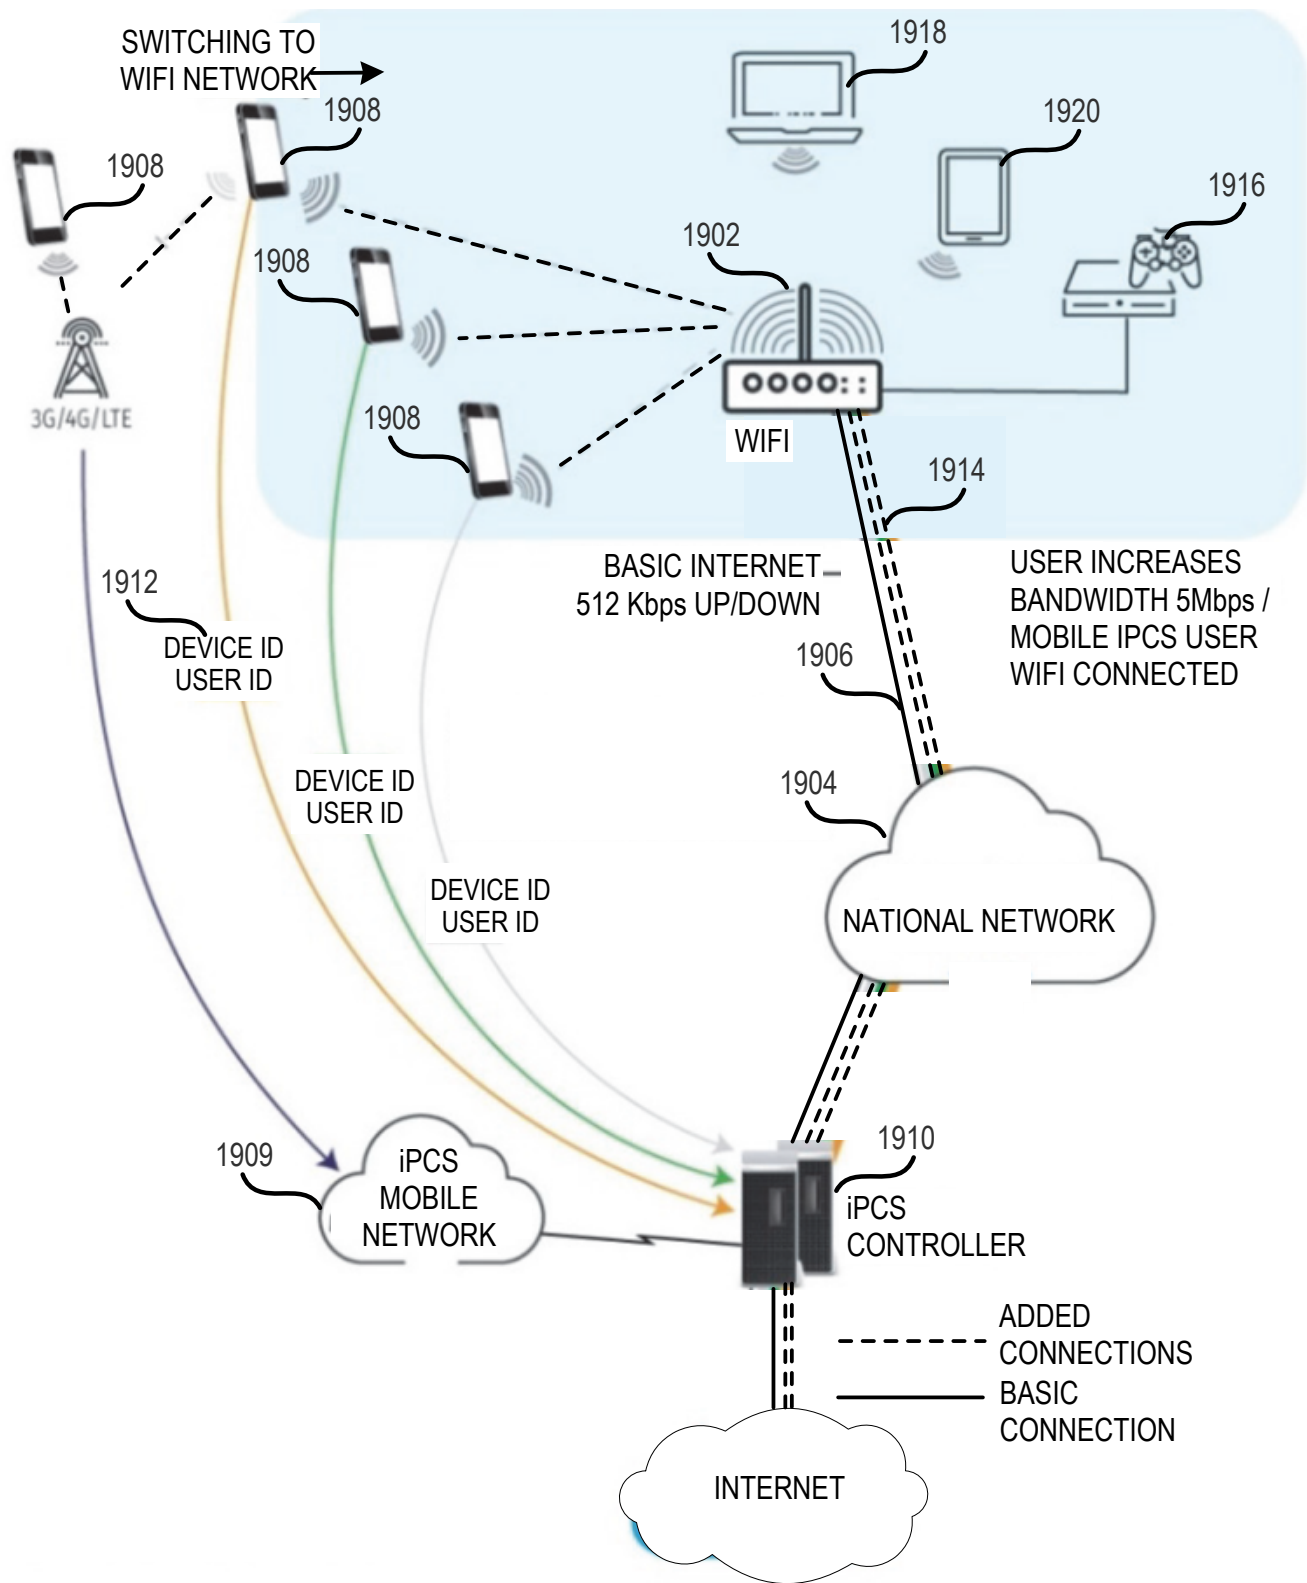 SWITCHING TO
WIFI NETWORK
1918
1908
1920
1908
1916
1902
1908
3G/4G/LTE
1908
WIFI
1914
BASIC INTERNET
512 Kbps UP/DOWN
USER INCREASES
BANDWIDTH 5Mbps /
MOBILE IPCS USER
WIFI CONNECTED
1912
DEVICE ID
USER ID
1906
DEVICE ID
USER ID
1904
DEVICE ID
USER ID
NATIONAL NETWORK
1909
iPCS
MOBILE
NETWORK
1910
iPCS
CONTROLLER
ADDED
CONNECTIONS
BASIC
CONNECTION
INTERNET